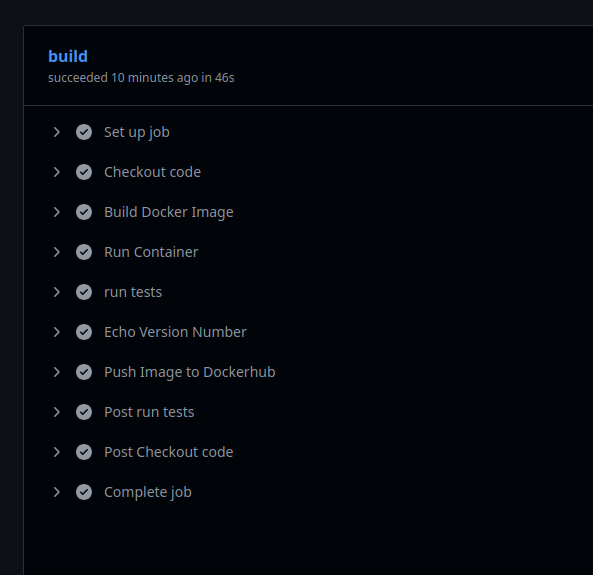 build
succeeded 10 minutes ago in 46s
Set up job
Checkout code
Build Docker Image
Run Container
run tests
Echo Version Number
Push Image to Dockerhub
Post run tests
Post Checkout code
Complete job